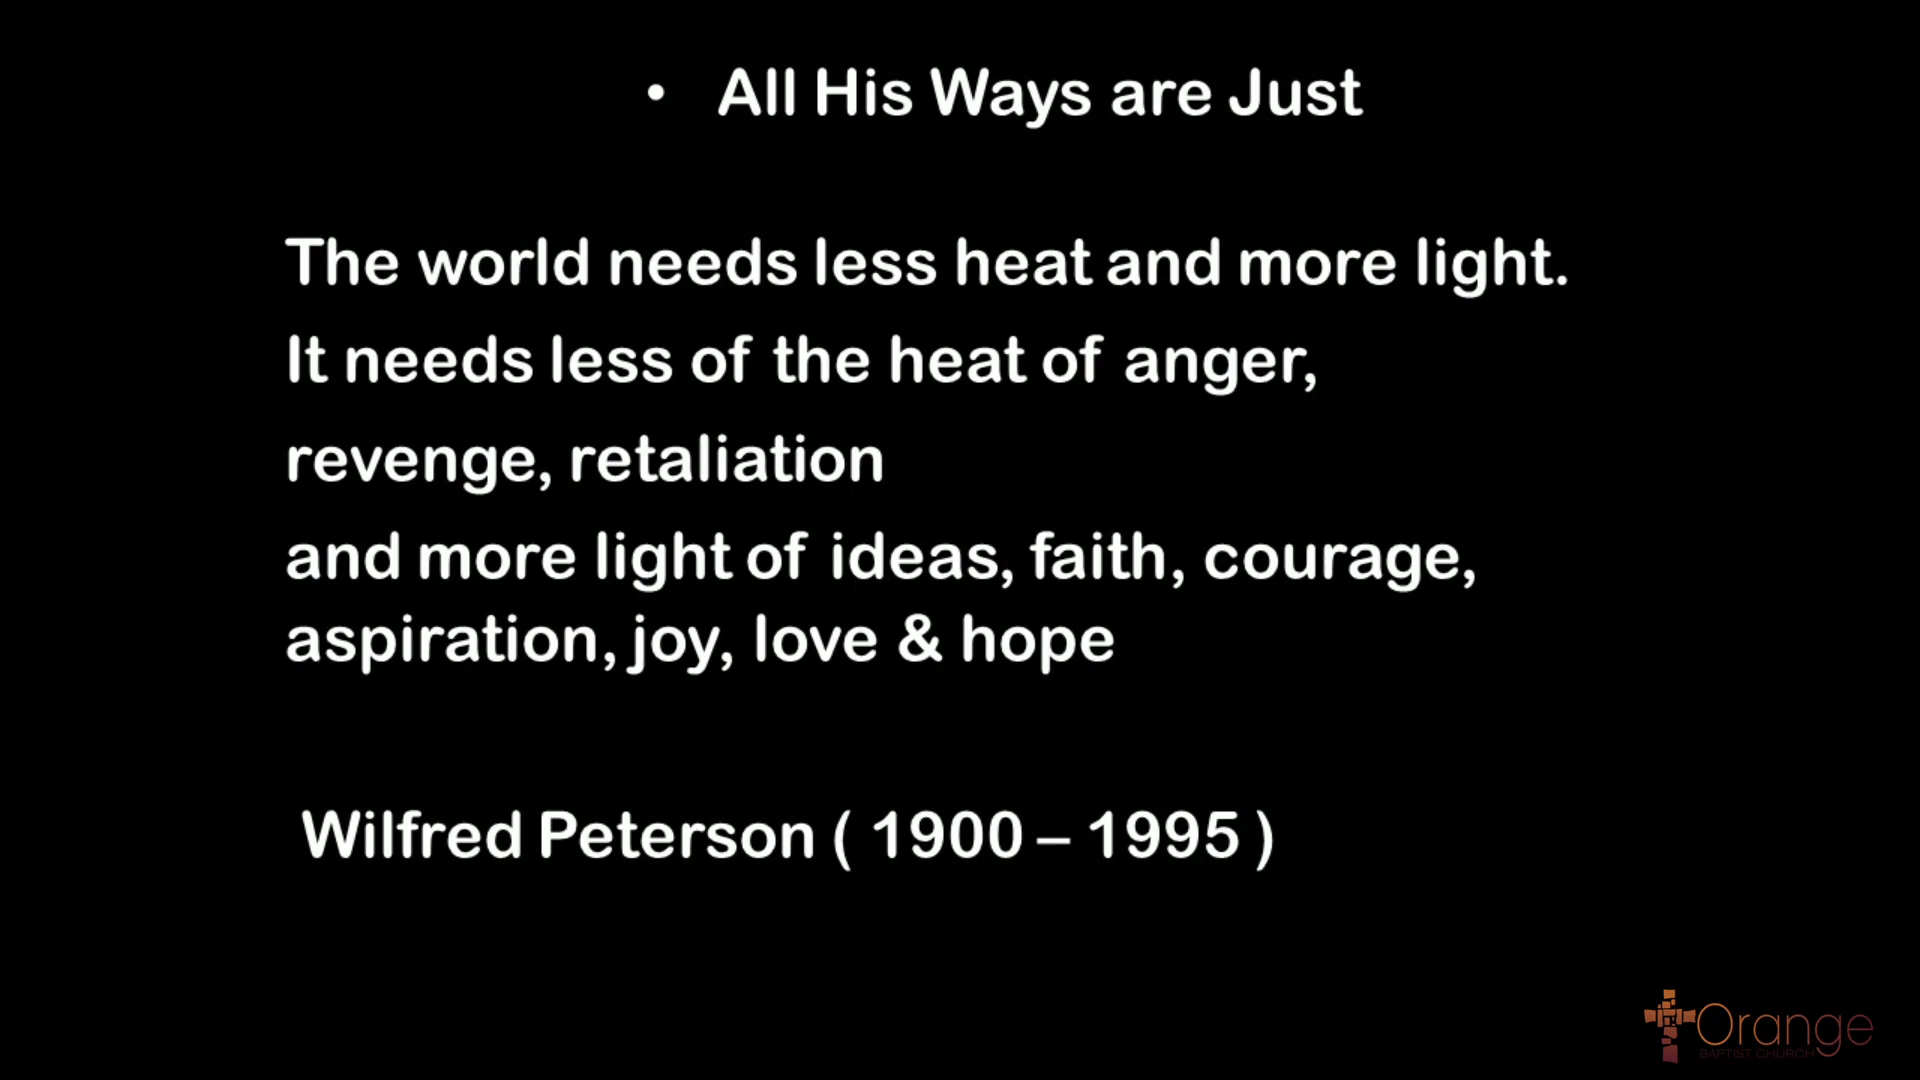 • All His Ways are Just
The world needs less heat and more light.
It needs less of the heat of anger,
revenge, retaliation
and more light of ideas, faith, courage,
aspiration, joy, love & hope
Wilfred Peterson ( 1900 – 1995 )
Orange
BAPTIST CHURCH